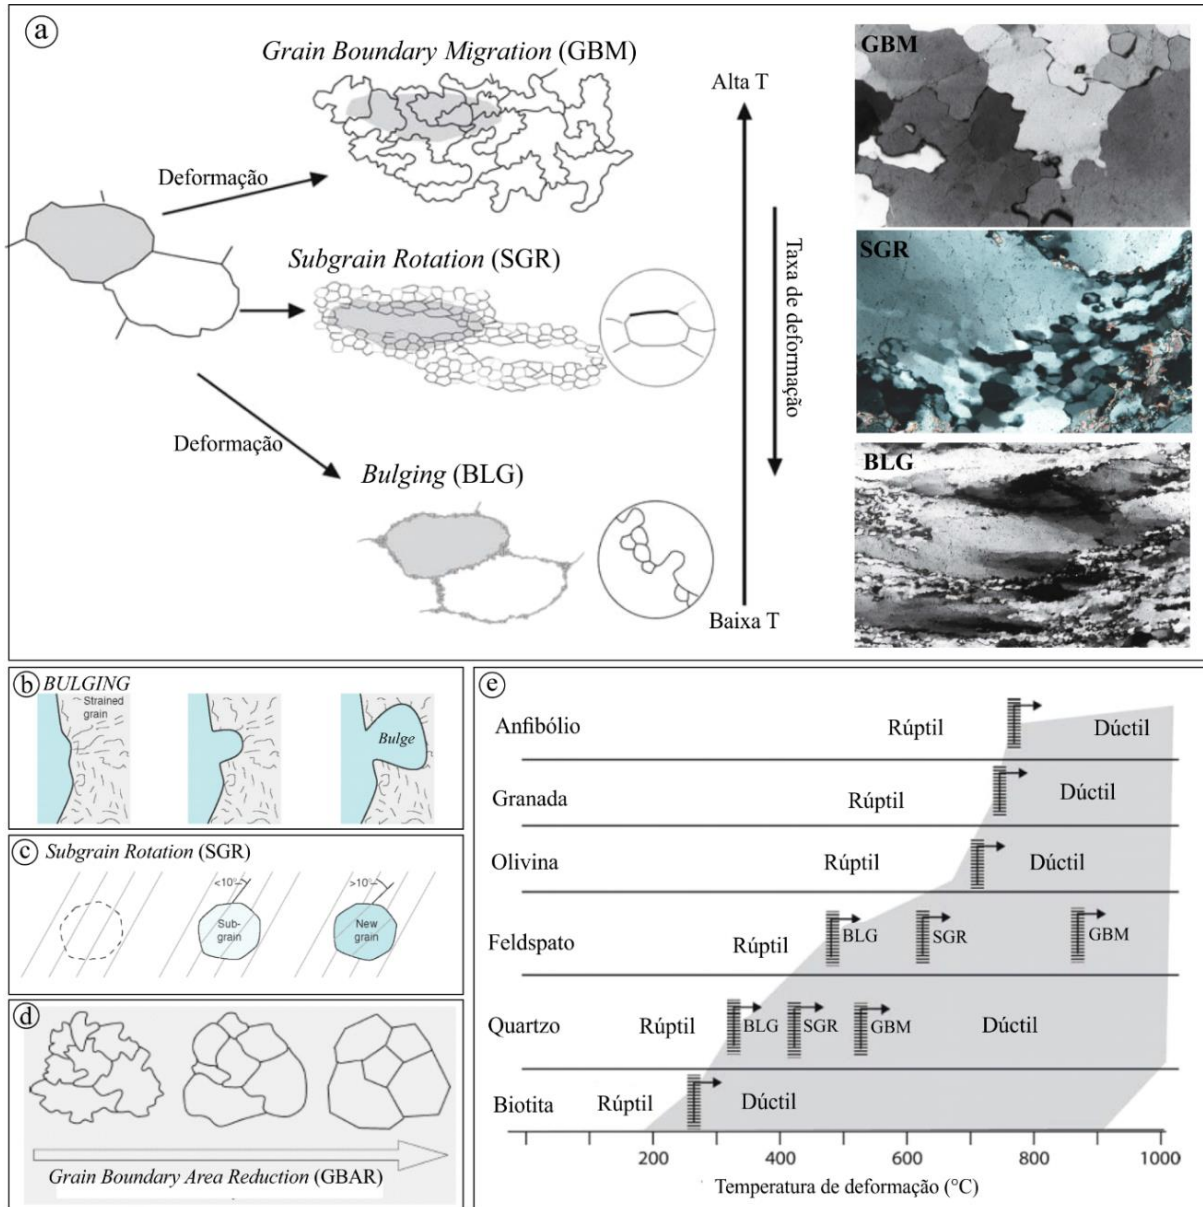 a
Grain Boundary Migration (GBM)
Deformação
Subgrain Rotation (SGR)
Deformação
Bulging (BLG)
Alta T
Taxa de deformação
Baixa T
GBM
SGR
BLG
b BULGING
Strained
grain
Bulge
c Subgrain Rotation (SGR)
<10°
Sub-
grain
>10°
New
grain
d
Grain Boundary Area Reduction (GBAR)
e
Anfibólio Rúptil Dúctil
Granada Rúptil Dúctil
Olivina Rúptil Dúctil
Feldspato Rúptil BLG SGR GBM
Quartzo Rúptil BLG SGR GBM Dúctil
Biotita Rúptil Dúctil
200 400 600 800 1000
Temperatura de deformação (°C)